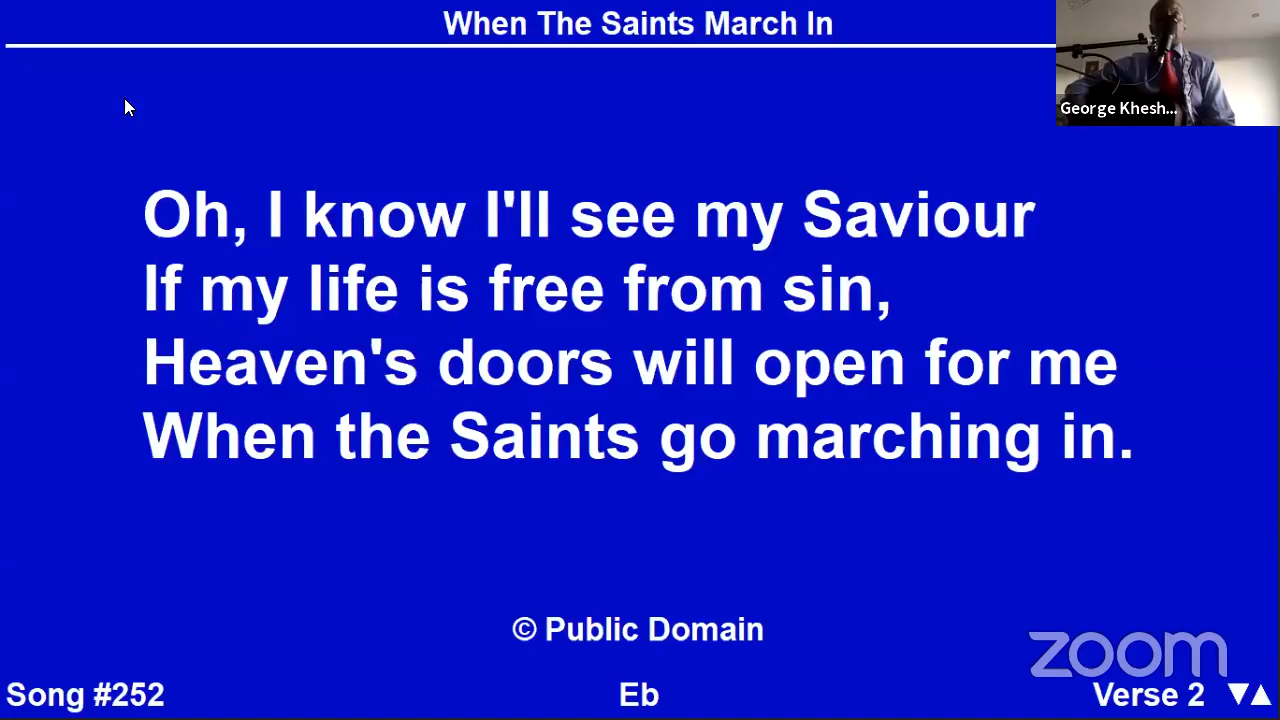 When The Saints March In
George Khesh...
Oh, I know I'll see my Saviour
If my life is free from sin,
Heaven's doors will open for me
When the Saints go marching in.
© Public Domain
zoom
Song #252
Eb
Verse 2 ▼▲